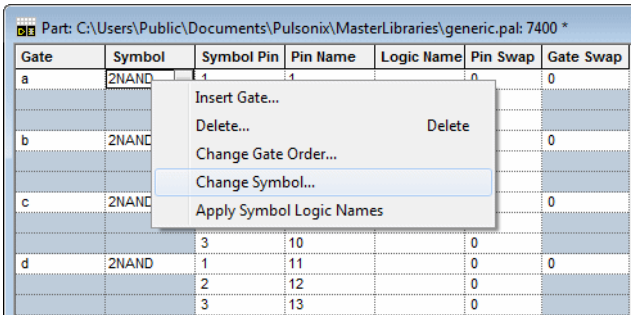 Part: C:\Users\Public\Documents\Pulsonix\MasterLibraries\generic.pal: 7400 *
Gate Symbol Symbol Pin Pin Name Logic Name Pin Swap Gate Swap
a 2NAND 1 1 0 0
Insert Gate...
Delete... Delete
b 2NAND 0
Change Gate Order...
Change Symbol...
c 2NAND 0
Apply Symbol Logic Names
3 10 0
d 2NAND 1 11 0 0
2 12 0
3 13 0